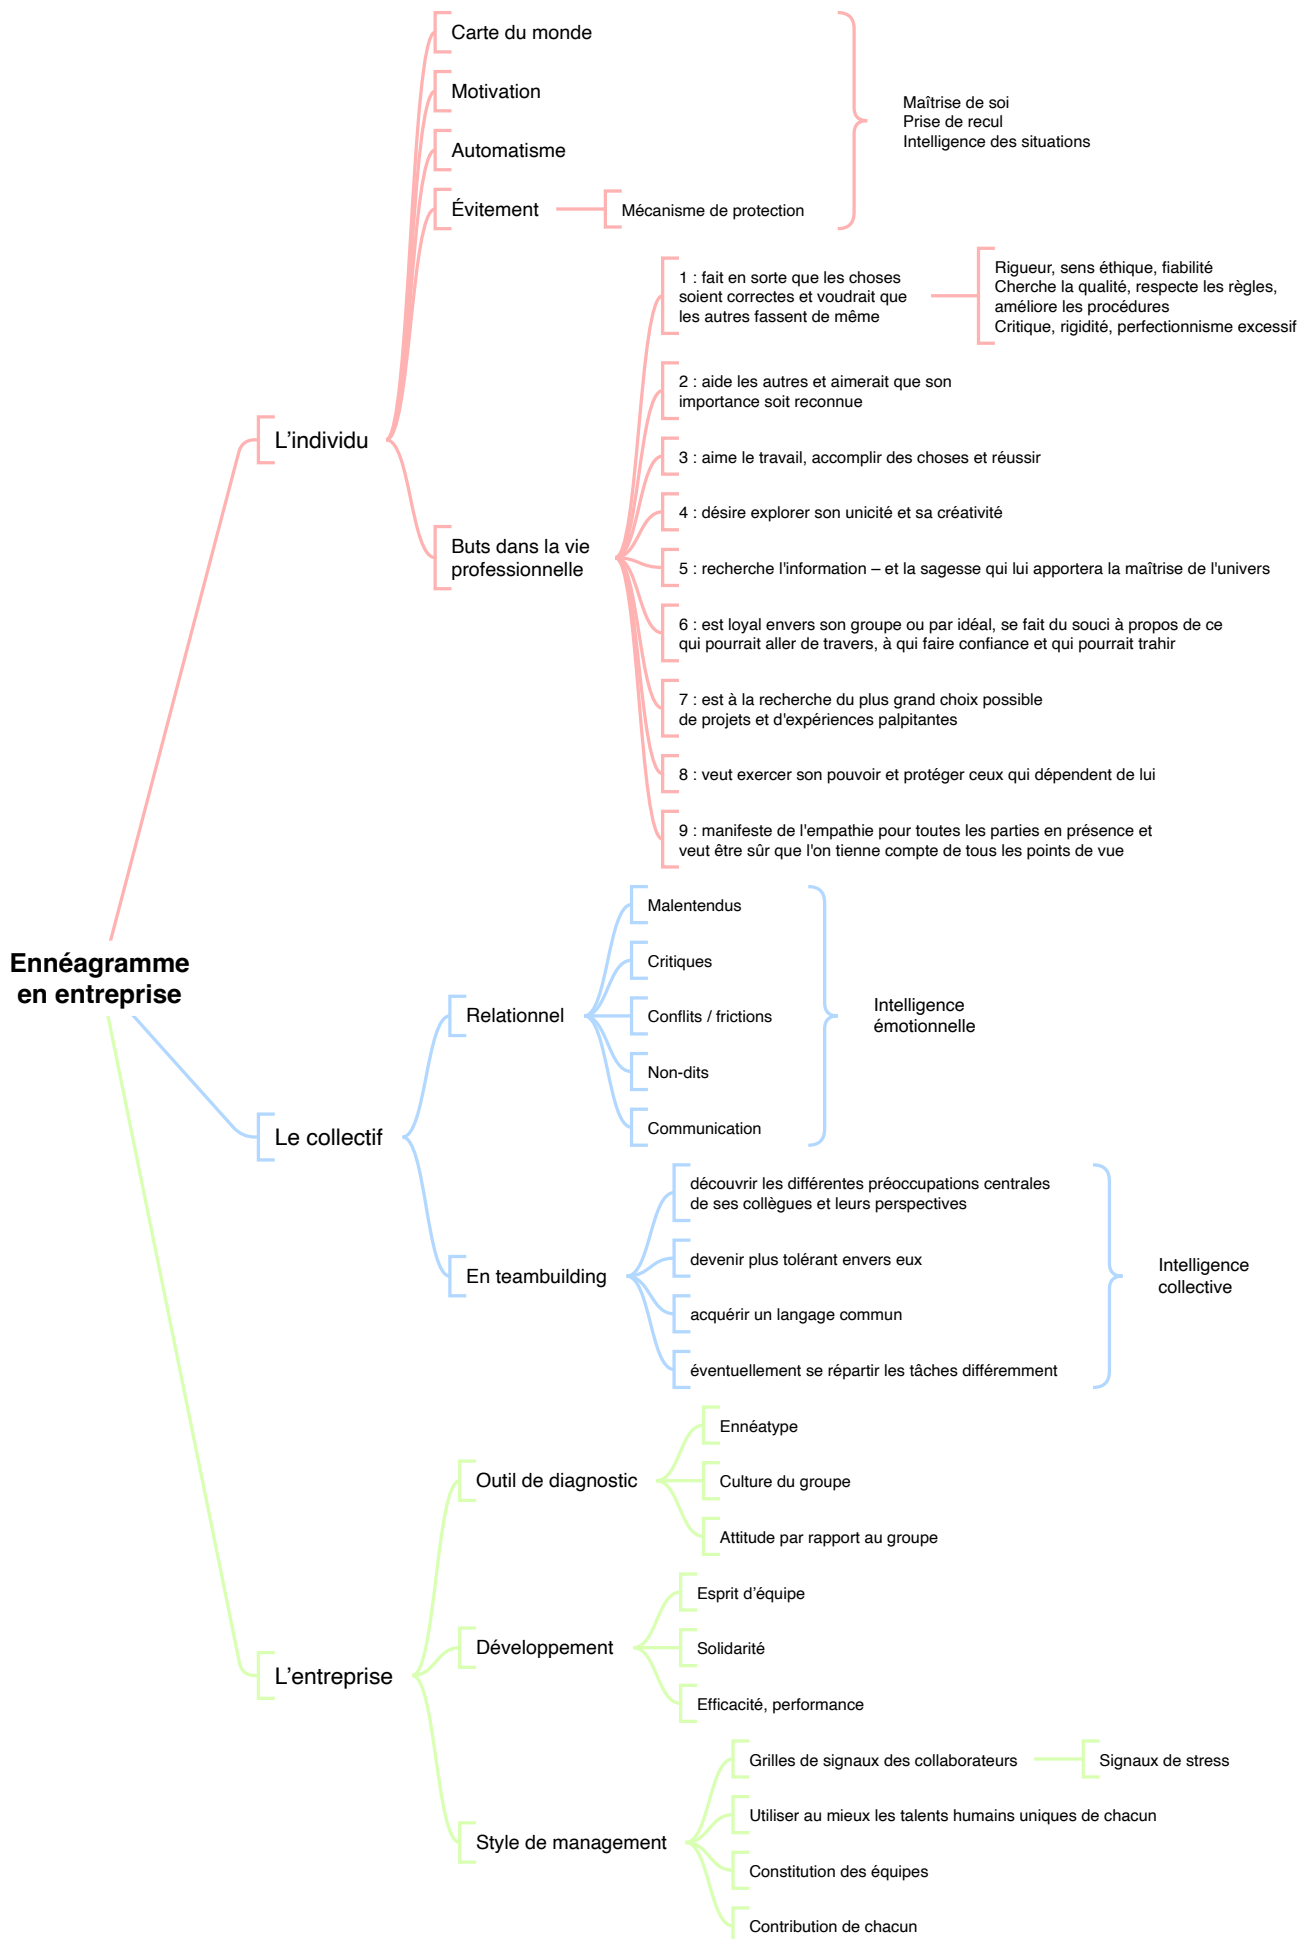 Carte du monde
Motivation
Automatisme
Évitement
Mécanisme de protection
Maîtrise de soi
Prise de recul
Intelligence des situations
L'individu
Buts dans la vie
professionnelle
1 : fait en sorte que les choses
soient correctes et voudrait que
les autres fassent de même
Rigueur, sens éthique, fiabilité
Cherche la qualité, respecte les règles,
améliore les procédures
Critique, rigidité, perfectionnisme excessif
2 : aide les autres et aimerait que son
importance soit reconnue
3 : aime le travail, accomplir des choses et réussir
4 : désire explorer son unicité et sa créativité
5 : recherche l'information – et la sagesse qui lui apportera la maîtrise de l'univers
6 : est loyal envers son groupe ou par idéal, se fait du souci à propos de ce
qui pourrait aller de travers, à qui faire confiance et qui pourrait trahir
7 : est à la recherche du plus grand choix possible
de projets et d'expériences palpitantes
8 : veut exercer son pouvoir et protéger ceux qui dépendent de lui
9 : manifeste de l'empathie pour toutes les parties en présence et
veut être sûr que l'on tienne compte de tous les points de vue
Ennéagramme
en entreprise
Le collectif
Relationnel
Malentendus
Critiques
Conflits / frictions
Non-dits
Communication
Intelligence
émotionnelle
En teambuilding
découvrir les différentes préoccupations centrales
de ses collègues et leurs perspectives
devenir plus tolérant envers eux
acquérir un langage commun
éventuellement se répartir les tâches différemment
Intelligence
collective
L'entreprise
Outil de diagnostic
Ennéatype
Culture du groupe
Attitude par rapport au groupe
Développement
Esprit d'équipe
Solidarité
Efficacité, performance
Style de management
Grilles de signaux des collaborateurs
Signaux de stress
Utiliser au mieux les talents humains uniques de chacun
Constitution des équipes
Contribution de chacun